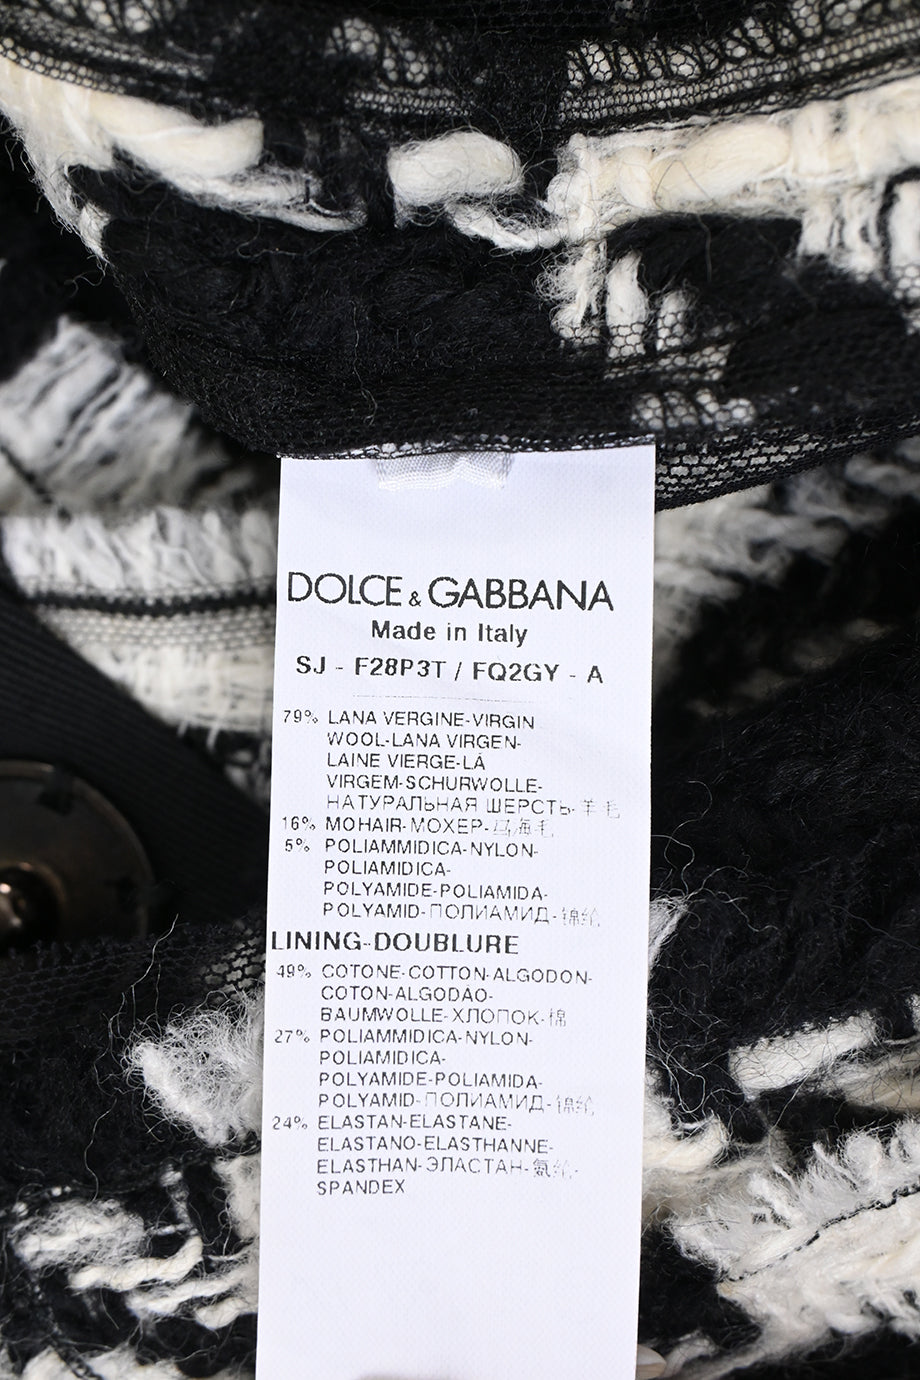 DOLCE & GABBANA
Made in Italy
SJ - F28P3T / FQ2GY - A
79% LANA VERGINE-VIRGIN
WOOL-LANA VIRGEN-
LAINE VIERGE-LÃ
VIRGEM-SCHURWOLLE-
НАТУРАЛЬНАЯ ШЕРСТЬ-羊毛
16% MOHAIR-МОХЕР-马海毛
5% POLIAMMIDICA-NYLON-
POLIAMIDICA-
POLYAMIDE-POLIAMIDA-
POLYAMID-ПОЛИАМИД-锦纶
LINING-DOUBLURE
49% COTONE-COTTON-ALGODON-
COTON-ALGODÃO-
BAUMWOLLE-ХЛОПОК-棉
27% POLIAMMIDICA-NYLON-
POLIAMIDICA-
POLYAMIDE-POLIAMIDA-
POLYAMID-ПОЛИАМИД-锦纶
24% ELASTAN-ELASTANE-
ELASTANO-ELASTHANNE-
ELASTHAN-ЭЛАСТАН-氨纶-
SPANDEX